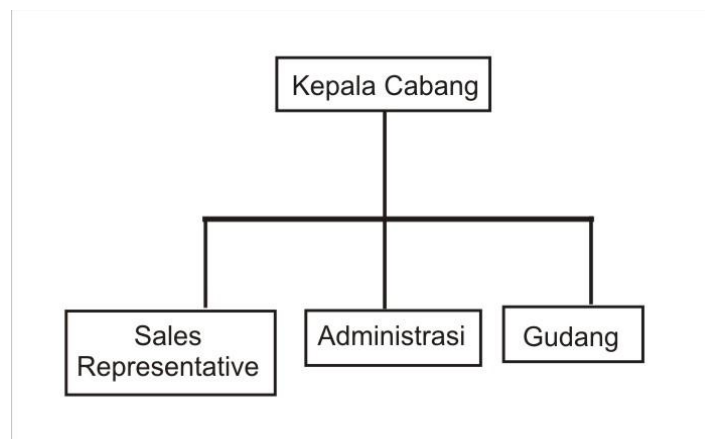 Kepala Cabang
Sales
Representative
Administrasi
Gudang